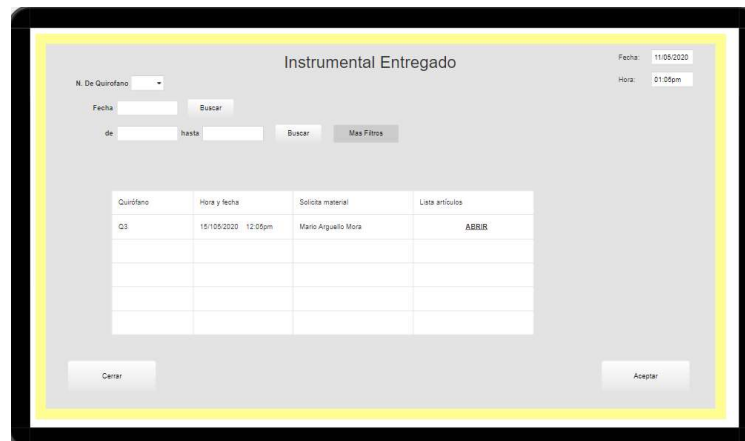 Instrumental Entregado
Fecha: 11/05/2020
Hora: 01:05pm
N. De Quirofano
Fecha Buscar
de hasta Buscar Mas Filtros
Quirófano Hora y fecha Solicita material Lista artículos
Q3 15/105/2020 12:05pm Mario Arguello Mora ABRIR
Cerrar Aceptar